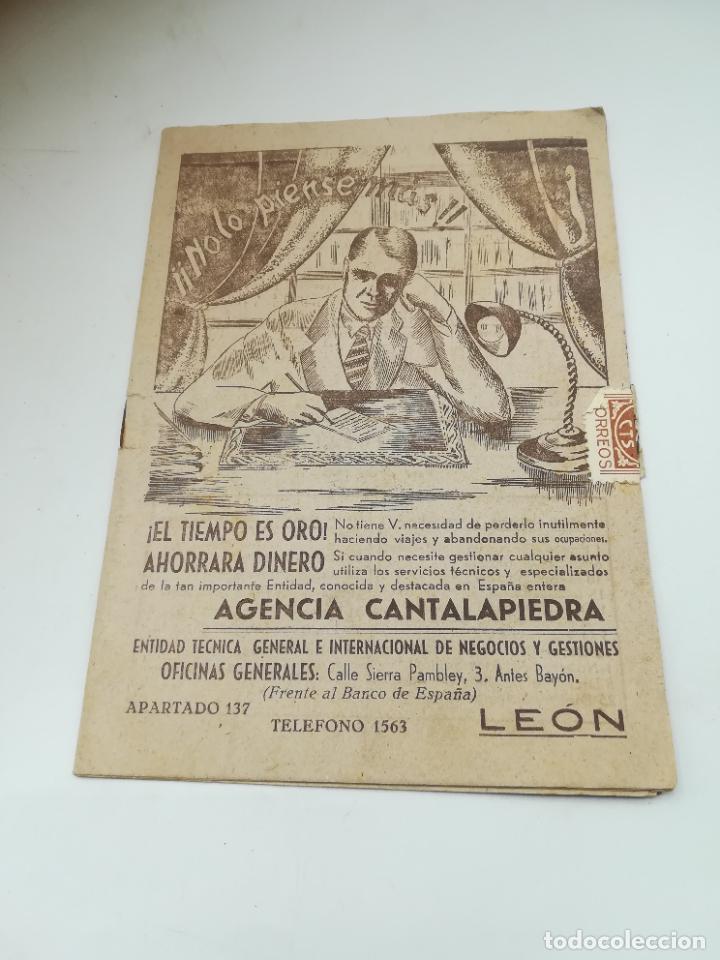 ¡¡No lo piense más!!
CTS
ORREOS
¡EL TIEMPO ES ORO! No tiene V. necesidad de perderlo inutilmente
haciendo viajes y abandonando sus ocupaciones.
AHORRARA DINERO Si cuando necesite gestionar cualquier asunto
utiliza los servicios técnicos y especializados
de la tan importante Entidad, conocida y destacada en España entera
AGENCIA CANTALAPIEDRA
ENTIDAD TECNICA GENERAL E INTERNACIONAL DE NEGOCIOS Y GESTIONES
OFICINAS GENERALES: Calle Sierra Pambley, 3. Antes Bayón.
(Frente al Banco de España)
APARTADO 137
TELEFONO 1563
LEÓN
todocoleccion
todocoleccion.net